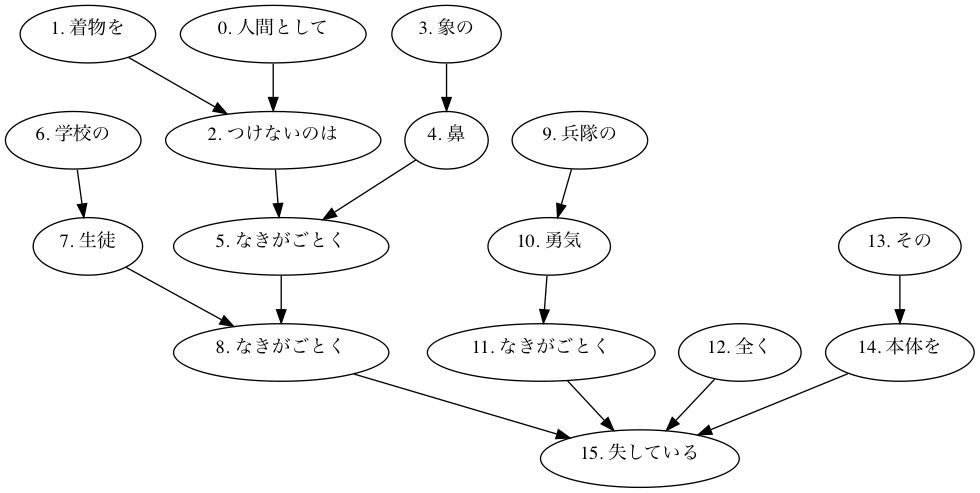 1. 着物を
0. 人間として
3. 象の
6. 学校の
2. つけないのは
4. 鼻
9. 兵隊の
7. 生徒
5. なきがごとく
10. 勇気
13. その
8. なきがごとく
11. なきがごとく
12. 全く
14. 本体を
15. 失している